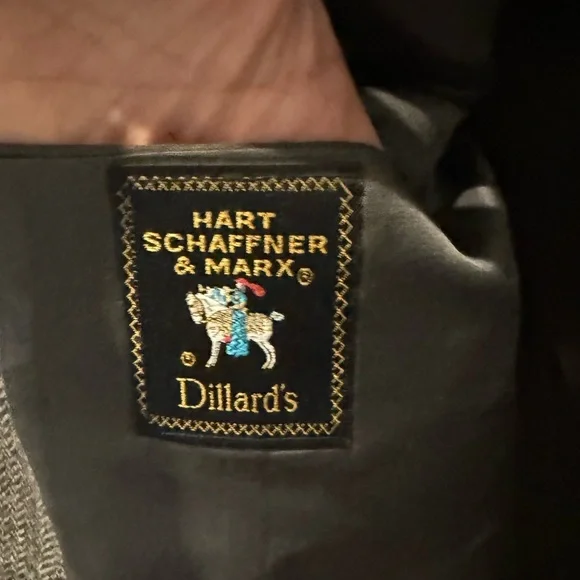 HART
SCHAFFNER
& MARX®
®
Dillard's